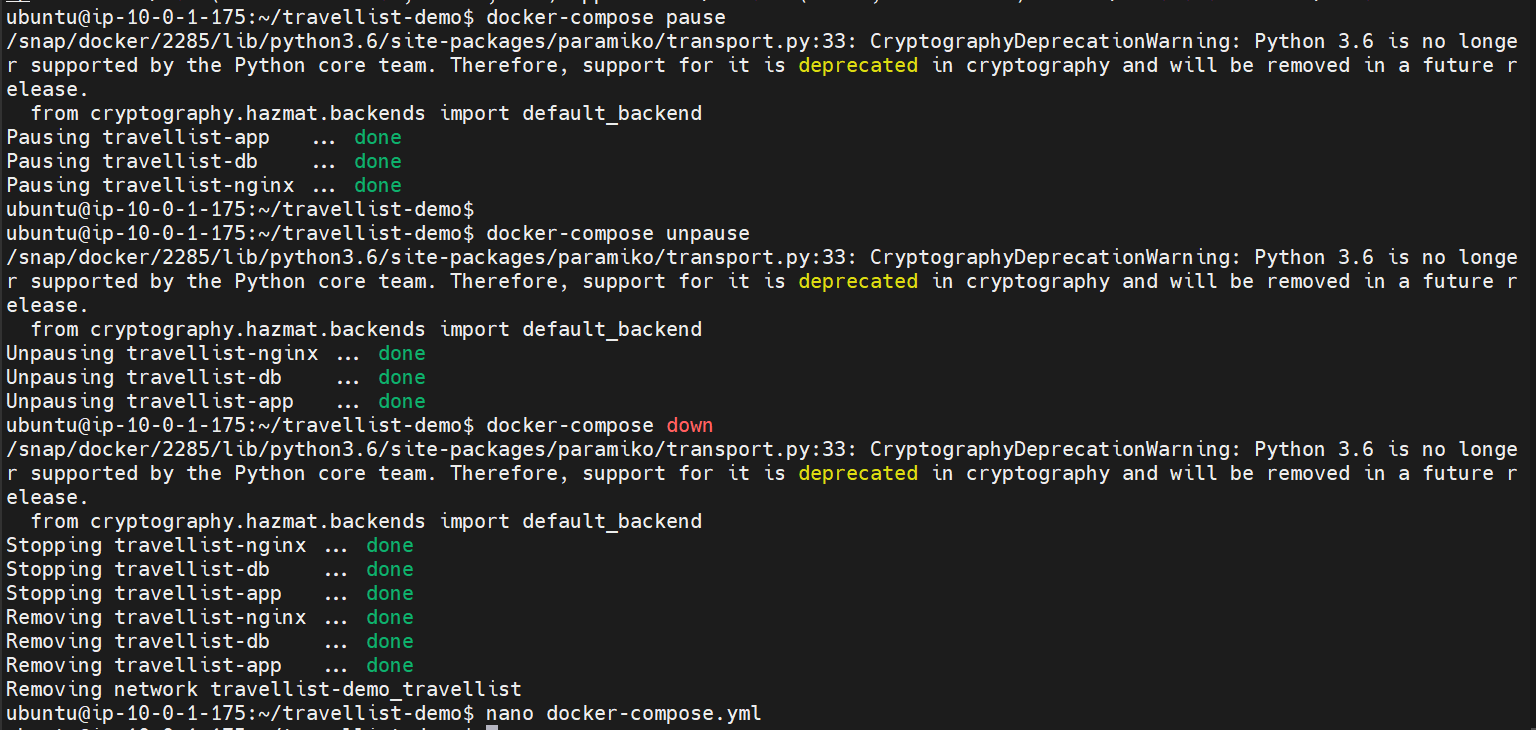 ubuntu@ip-10-0-1-175:~/travellist-demo$ docker-compose pause
/snap/docker/2285/lib/python3.6/site-packages/paramiko/transport.py:33: CryptographyDeprecationWarning: Python 3.6 is no longe
r supported by the Python core team. Therefore, support for it is deprecated in cryptography and will be removed in a future r
elease.
  from cryptography.hazmat.backends import default_backend
Pausing travellist-app   ... done
Pausing travellist-db    ... done
Pausing travellist-nginx ... done
ubuntu@ip-10-0-1-175:~/travellist-demo$
ubuntu@ip-10-0-1-175:~/travellist-demo$ docker-compose unpause
/snap/docker/2285/lib/python3.6/site-packages/paramiko/transport.py:33: CryptographyDeprecationWarning: Python 3.6 is no longe
r supported by the Python core team. Therefore, support for it is deprecated in cryptography and will be removed in a future r
elease.
  from cryptography.hazmat.backends import default_backend
Unpausing travellist-nginx ... done
Unpausing travellist-db    ... done
Unpausing travellist-app   ... done
ubuntu@ip-10-0-1-175:~/travellist-demo$ docker-compose down
/snap/docker/2285/lib/python3.6/site-packages/paramiko/transport.py:33: CryptographyDeprecationWarning: Python 3.6 is no longe
r supported by the Python core team. Therefore, support for it is deprecated in cryptography and will be removed in a future r
elease.
  from cryptography.hazmat.backends import default_backend
Stopping travellist-nginx ... done
Stopping travellist-db    ... done
Stopping travellist-app   ... done
Removing travellist-nginx ... done
Removing travellist-db    ... done
Removing travellist-app   ... done
Removing network travellist-demo_travellist
ubuntu@ip-10-0-1-175:~/travellist-demo$ nano docker-compose.yml